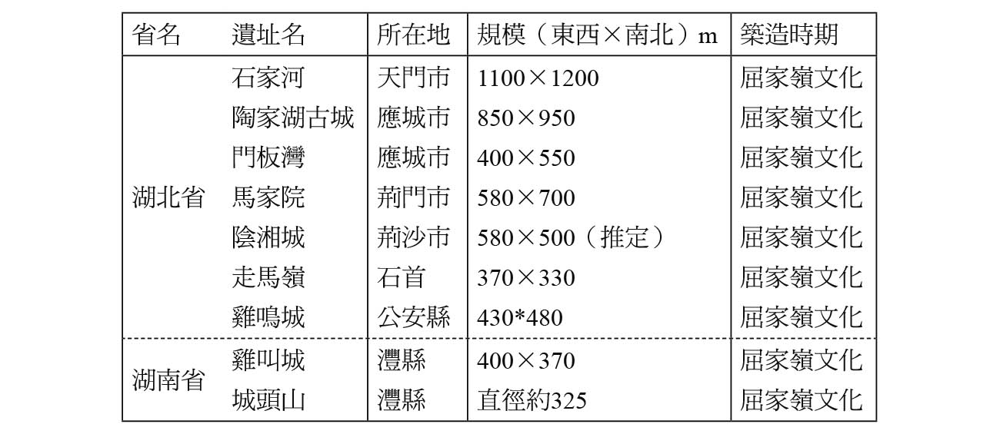 省名 遺址名 所在地 規模（東西×南北）m 築造時期
石家河 天門市 1100×1200 屈家嶺文化
陶家湖古城 應城市 850×950 屈家嶺文化
門板灣 應城市 400×550 屈家嶺文化
湖北省 馬家院 荊門市 580×700 屈家嶺文化
陰湘城 荊沙市 580×500（推定） 屈家嶺文化
走馬嶺 石首 370×330 屈家嶺文化
雞鳴城 公安縣 430*480 屈家嶺文化
湖南省
雞叫城 澧縣 400×370 屈家嶺文化
城頭山 澧縣 直徑約325 屈家嶺文化